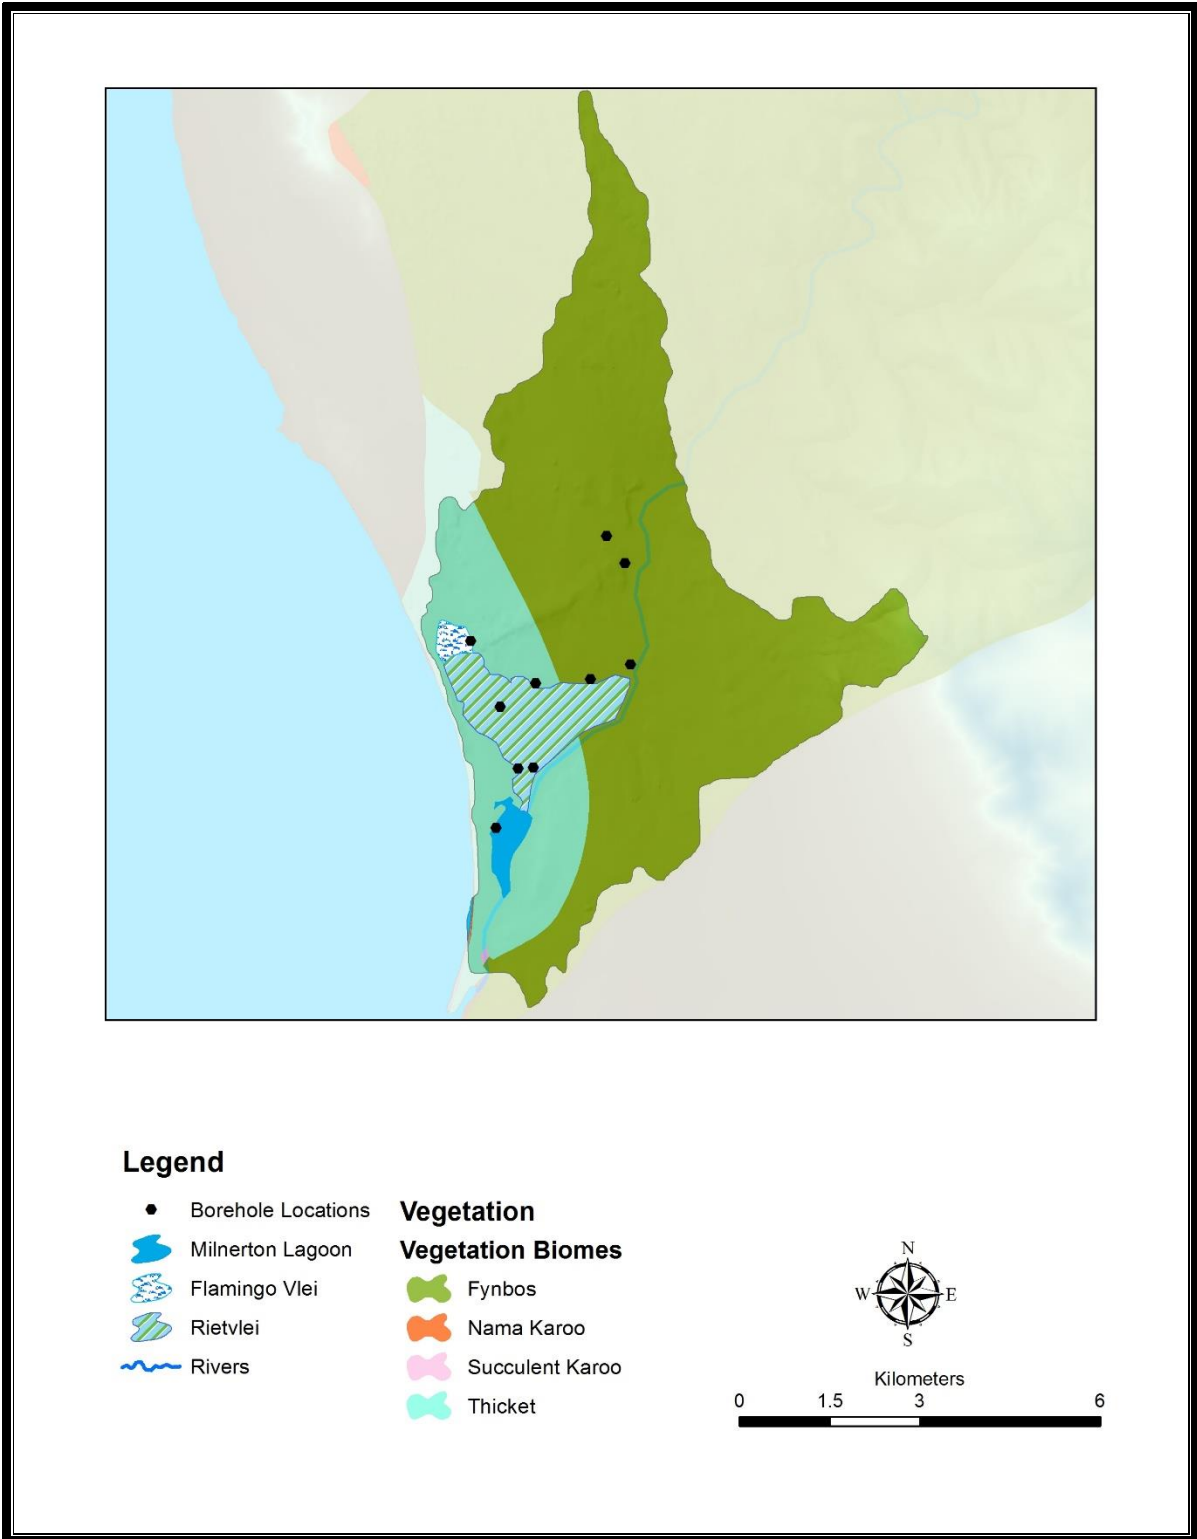 Legend
Borehole Locations
Milnerton Lagoon
Flamingo Vlei
Rietvlei
Rivers
Vegetation
Vegetation Biomes
Fynbos
Nama Karoo
Succulent Karoo
Thicket
N
W E
S
Kilometers
0 1.5 3 6